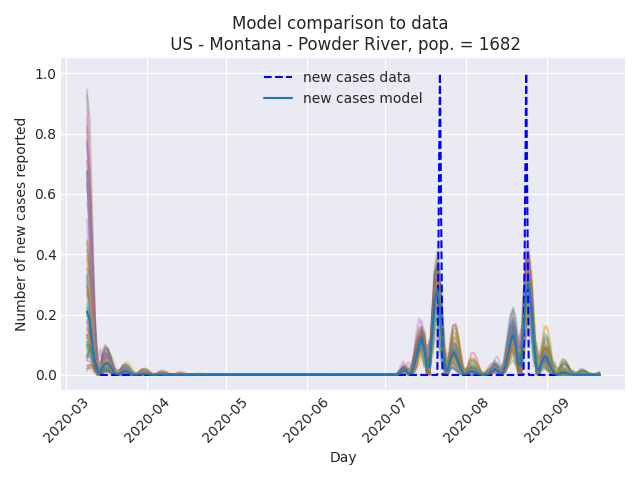 Model comparison to data
US - Montana - Powder River, pop. = 1682
new cases data
new cases model
Number of new cases reported
1.0
0.8
0.6
0.4
0.2
0.0
2020-03
2020-04
2020-05
2020-06
2020-07
2020-08
2020-09
Day